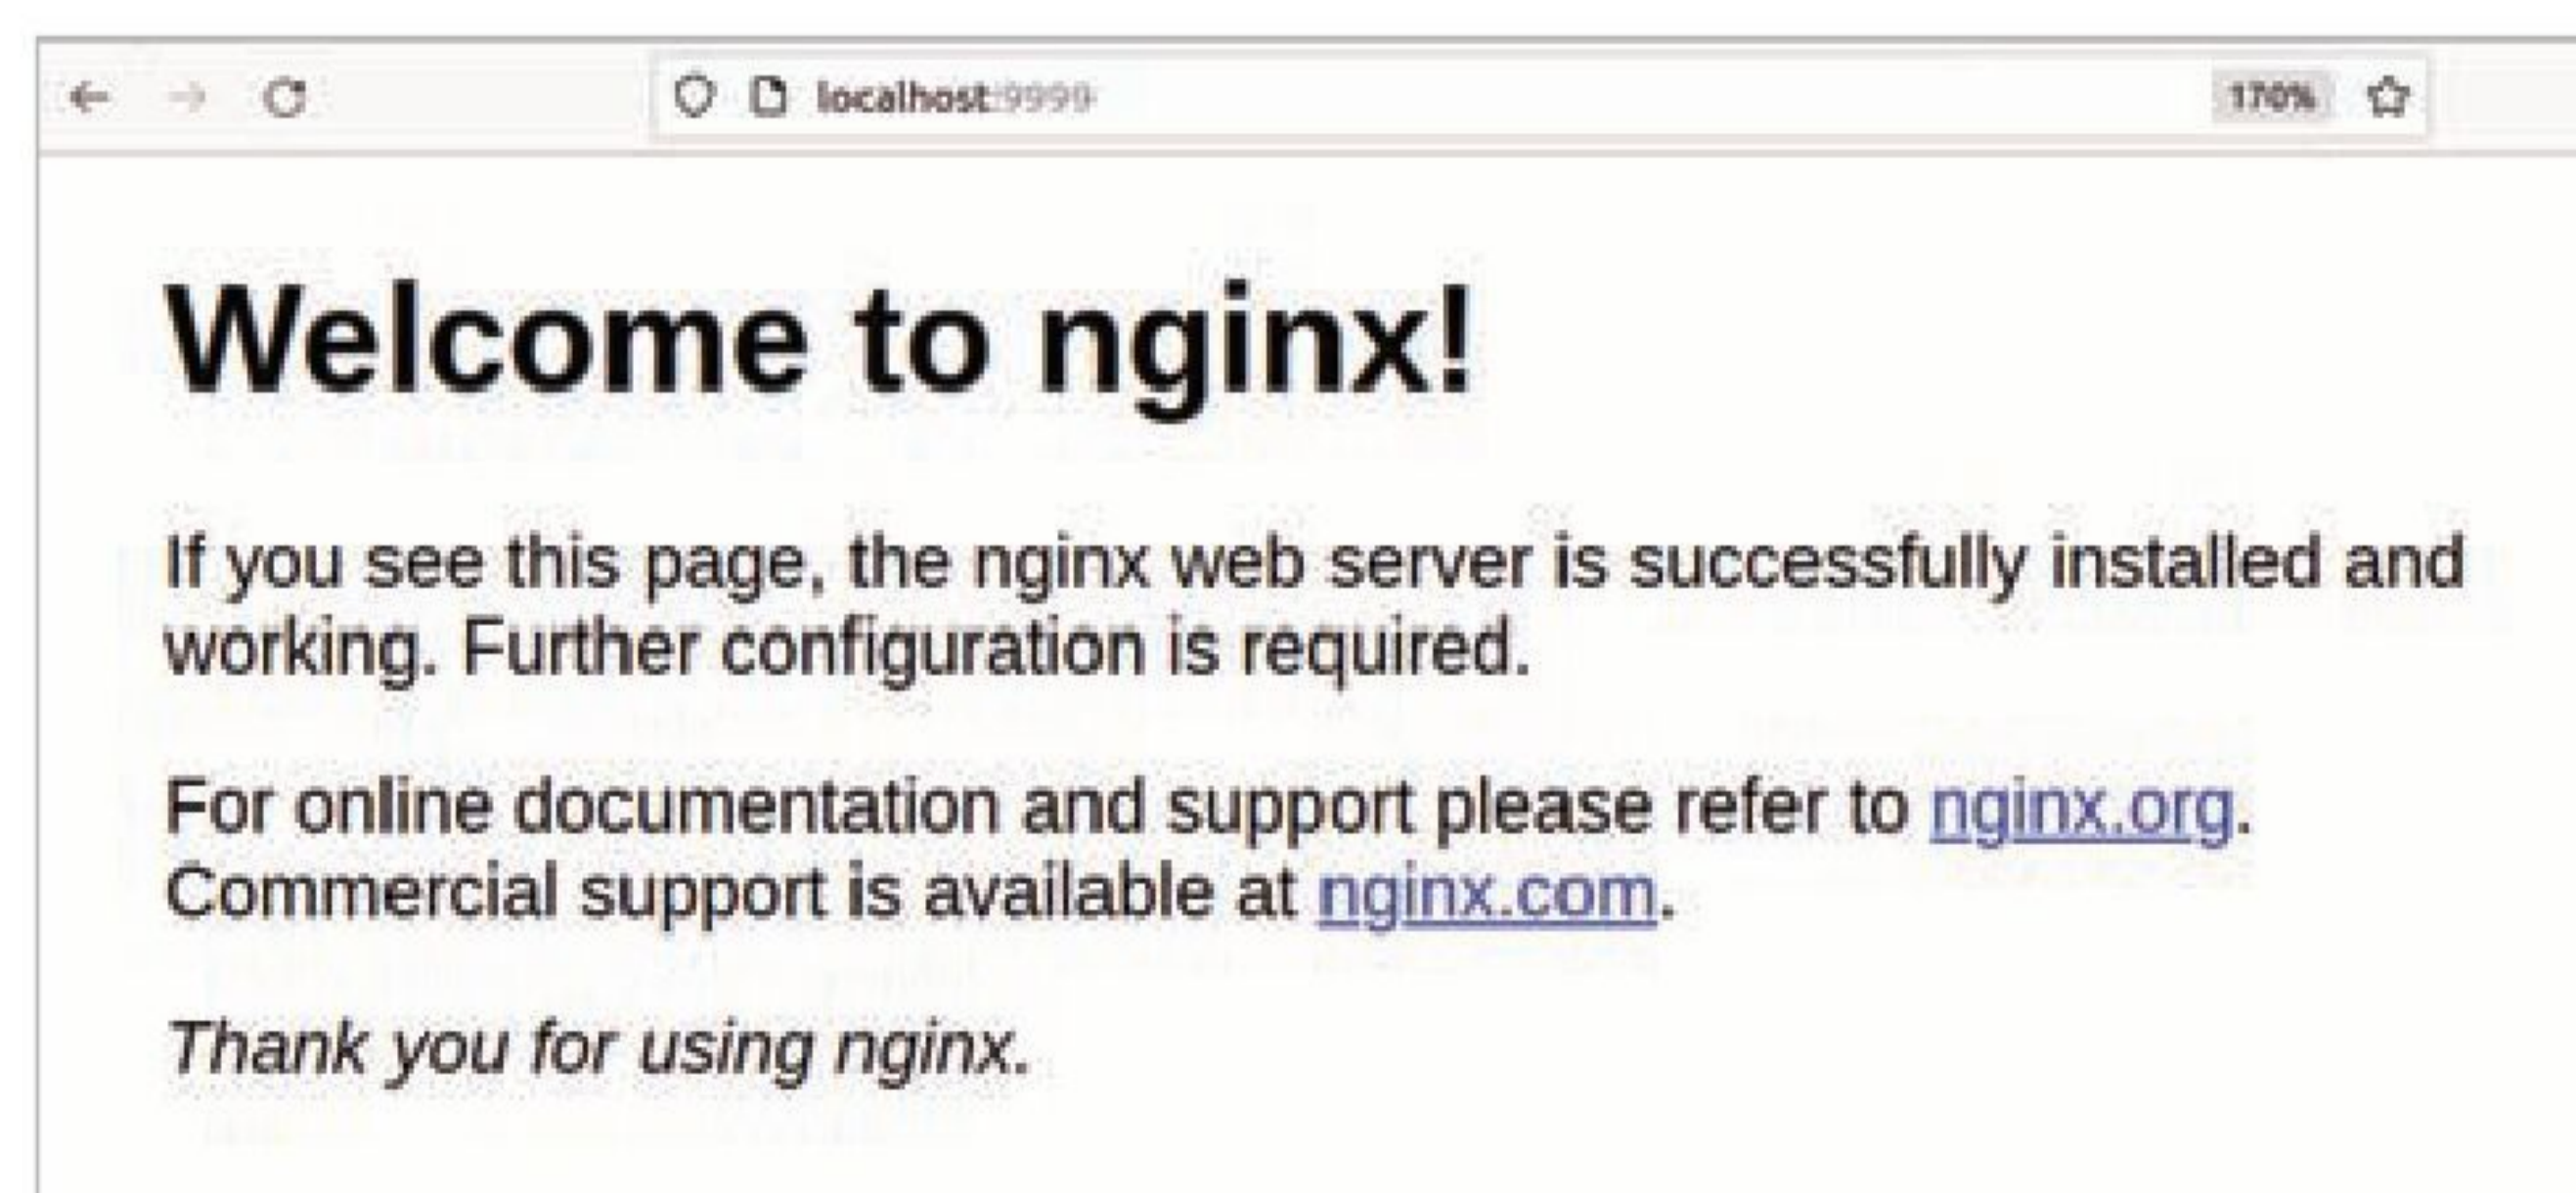 localhost:9999 170%
Welcome to nginx!
If you see this page, the nginx web server is successfully installed and
working. Further configuration is required.
For online documentation and support please refer to nginx.org.
Commercial support is available at nginx.com.
Thank you for using nginx.